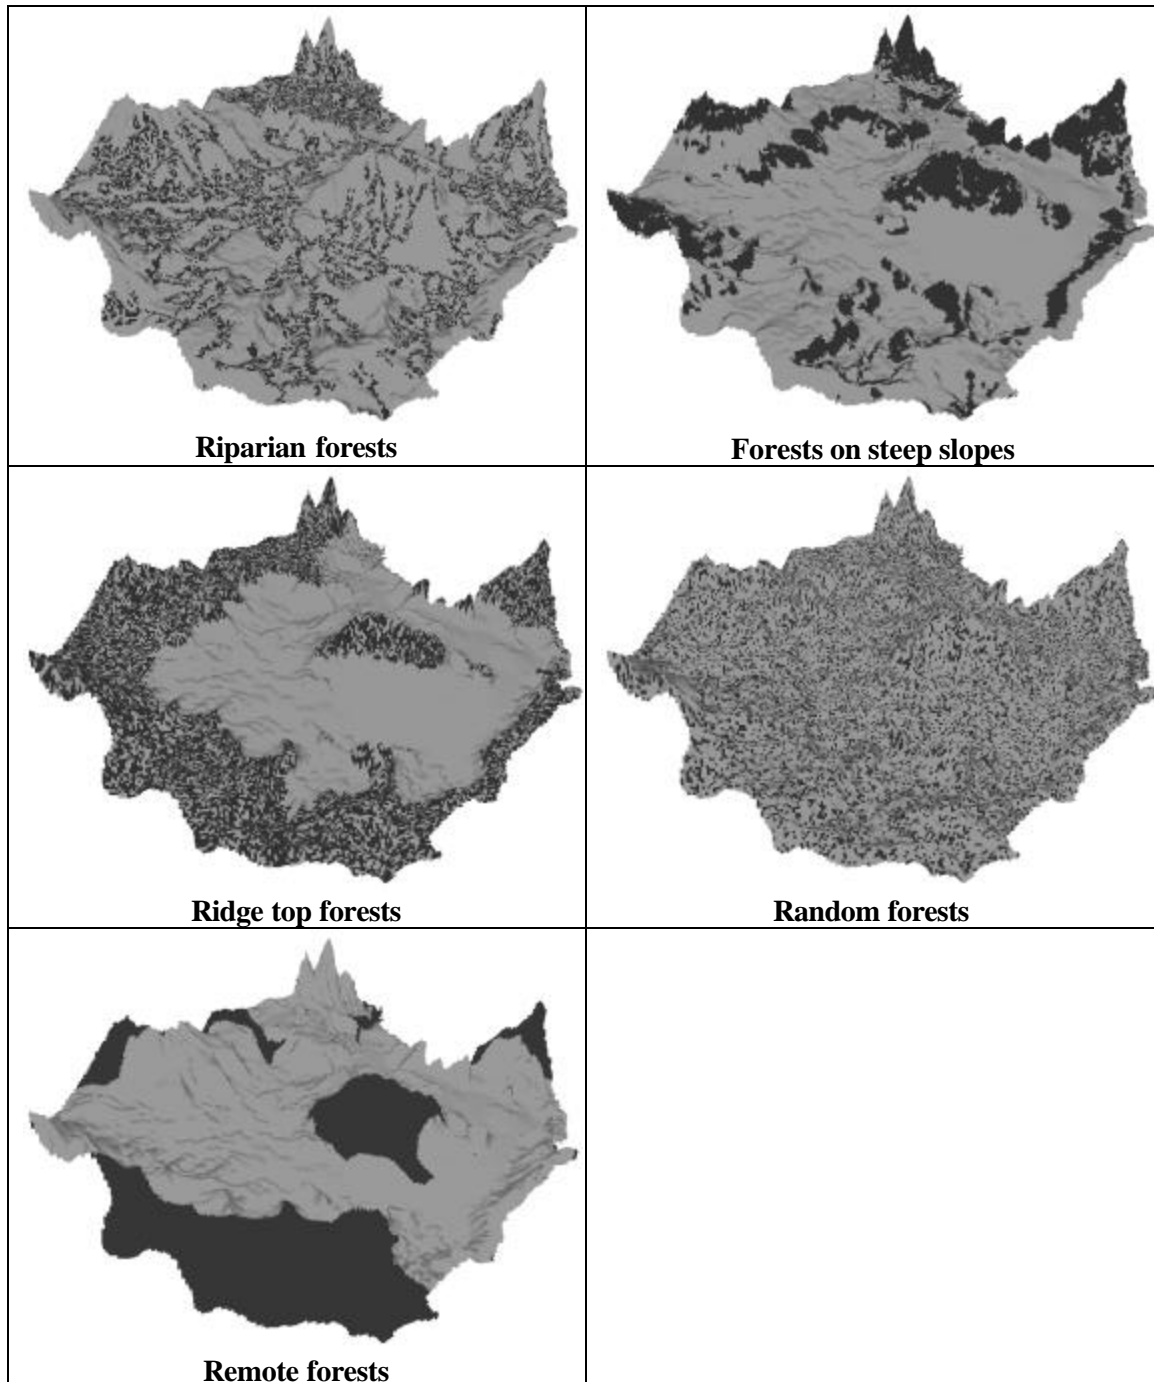 Riparian forests
Forests on steep slopes
Ridge top forests
Random forests
Remote forests